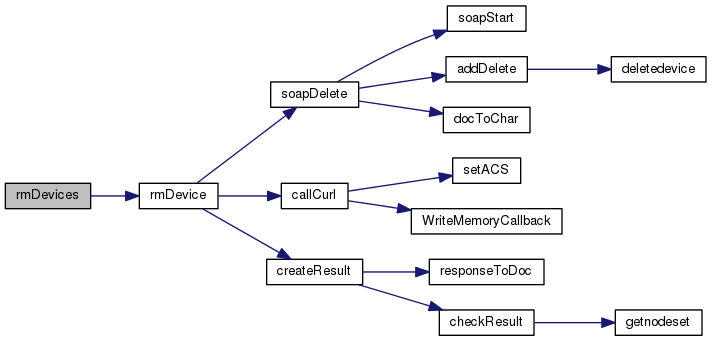 soapStart
addDelete
deletedevice
soapDelete
docToChar
setACS
rmDevices
rmDevice
callCurl
WriteMemoryCallback
createResult
responseToDoc
checkResult
getnodeset